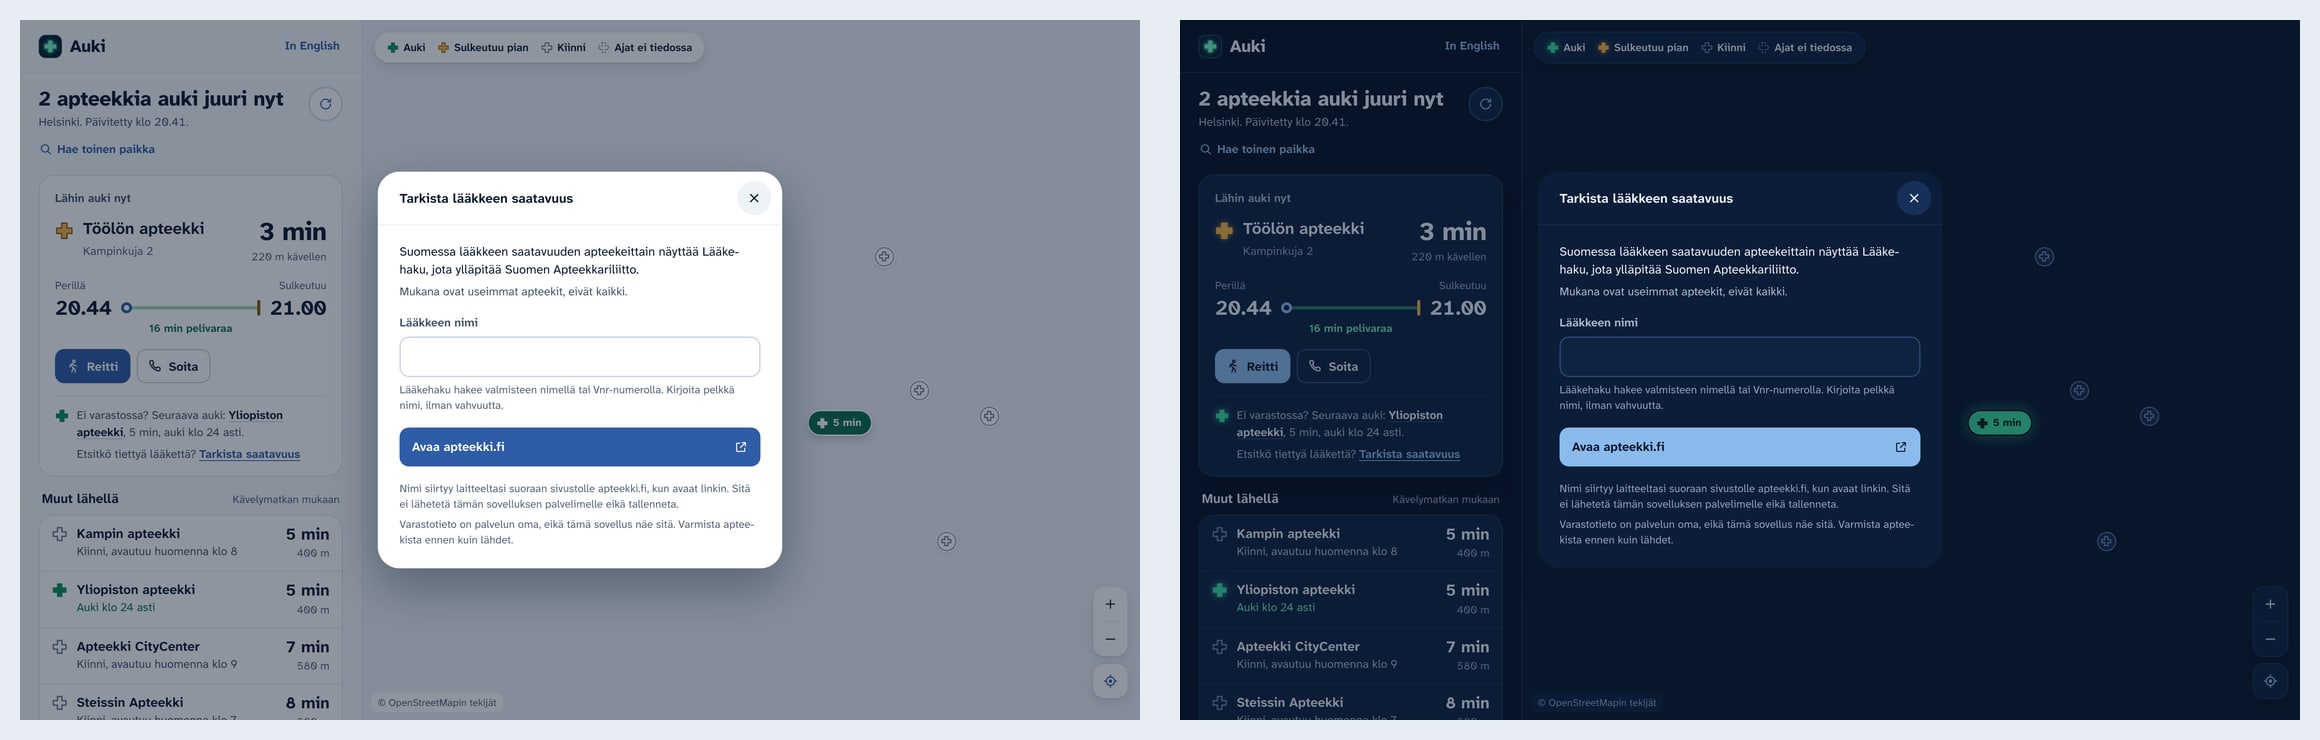 Auki
In English
Auki
Sulkeutuu pian
Kiinni
Ajat ei tiedossa
2 apteekkia auki juuri nyt
Helsinki. Päivitetty klo 20.41.
Hae toinen paikka
Lähin auki nyt
Töölön apteekki
3 min
Kampinkuja 2
220 m kävellen
Perillä
Sulkeutuu
20.44
21.00
16 min pelivaraa
Reitti
Soita
Ei varastossa? Seuraava auki: Yliopiston
apteekki, 5 min, auki klo 24 asti.
Etsitkö tiettyä lääkettä? Tarkista saatavuus
Muut lähellä
Kävelymatkan mukaan
Kampin apteekki
5 min
Kiinni, avautuu huomenna klo 8
400 m
Yliopiston apteekki
5 min
Auki klo 24 asti
400 m
Apteekki CityCenter
7 min
Kiinni, avautuu huomenna klo 9
580 m
Steissin Apteekki
8 min
Tarkista lääkkeen saatavuus
Suomessa lääkkeen saatavuuden apteekeittain näyttää Lääke-
haku, jota ylläpitää Suomen Apteekkariliitto.
Mukana ovat useimmat apteekit, eivät kaikki.
Lääkkeen nimi
Lääkehaku hakee valmisteen nimellä tai Vnr-numerolla. Kirjoita pelkkä
nimi, ilman vahvuutta.
Avaa apteekki.fi
Nimi siirtyy laitteeltasi suoraan sivustolle apteekki.fi, kun avaat linkin. Sitä
ei lähetetä tämän sovelluksen palvelimelle eikä tallenneta.
Varastotieto on palvelun oma, eikä tämä sovellus näe sitä. Varmista aptee-
kista ennen kuin lähdet.
5 min
+
−
© OpenStreetMapin tekijät
Auki
In English
Auki
Sulkeutuu pian
Kiinni
Ajat ei tiedossa
2 apteekkia auki juuri nyt
Helsinki. Päivitetty klo 20.41.
Hae toinen paikka
Lähin auki nyt
Töölön apteekki
3 min
Kampinkuja 2
220 m kävellen
Perillä
Sulkeutuu
20.44
21.00
16 min pelivaraa
Reitti
Soita
Ei varastossa? Seuraava auki: Yliopiston
apteekki, 5 min, auki klo 24 asti.
Etsitkö tiettyä lääkettä? Tarkista saatavuus
Muut lähellä
Kävelymatkan mukaan
Kampin apteekki
5 min
Kiinni, avautuu huomenna klo 8
400 m
Yliopiston apteekki
5 min
Auki klo 24 asti
400 m
Apteekki CityCenter
7 min
Kiinni, avautuu huomenna klo 9
580 m
Steissin Apteekki
8 min
Tarkista lääkkeen saatavuus
Suomessa lääkkeen saatavuuden apteekeittain näyttää Lääke-
haku, jota ylläpitää Suomen Apteekkariliitto.
Mukana ovat useimmat apteekit, eivät kaikki.
Lääkkeen nimi
Lääkehaku hakee valmisteen nimellä tai Vnr-numerolla. Kirjoita pelkkä
nimi, ilman vahvuutta.
Avaa apteekki.fi
Nimi siirtyy laitteeltasi suoraan sivustolle apteekki.fi, kun avaat linkin. Sitä
ei lähetetä tämän sovelluksen palvelimelle eikä tallenneta.
Varastotieto on palvelun oma, eikä tämä sovellus näe sitä. Varmista aptee-
kista ennen kuin lähdet.
5 min
+
−
© OpenStreetMapin tekijät